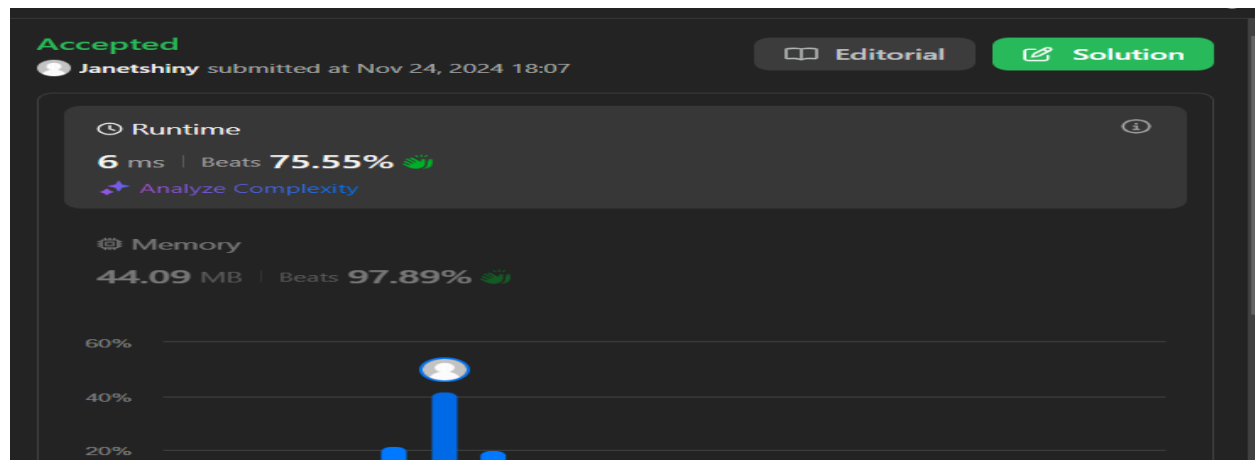 Accepted
Janetshiny submitted at Nov 24, 2024 18:07
Editorial
Solution
Runtime
6 ms | Beats 75.55%
Analyze Complexity
Memory
44.09 MB | Beats 97.89%
60%
40%
20%